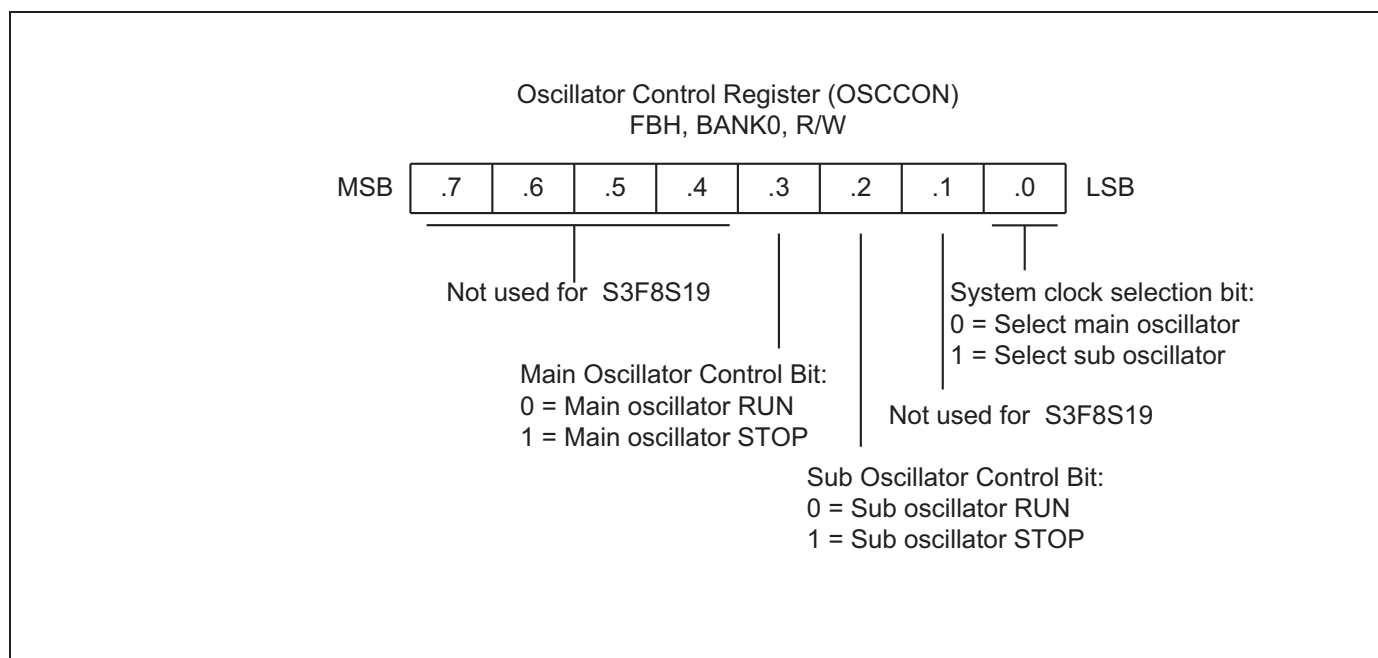 Oscillator Control Register (OSCCON)
FBH, BANK0, R/W
MSB .7 .6 .5 .4 .3 .2 .1 .0 LSB
Not used for S3F8S19
System clock selection bit:
0 = Select main oscillator
1 = Select sub oscillator
Main Oscillator Control Bit:
0 = Main oscillator RUN
1 = Main oscillator STOP
Not used for S3F8S19
Sub Oscillator Control Bit:
0 = Sub oscillator RUN
1 = Sub oscillator STOP